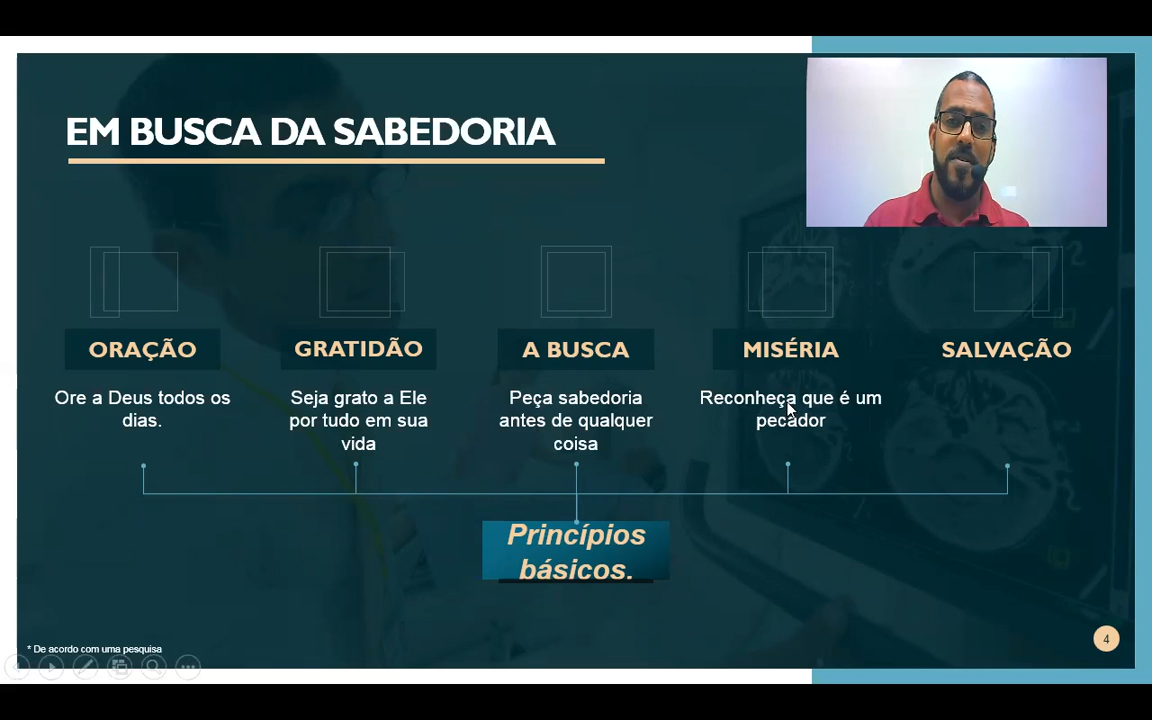 EM BUSCA DA SABEDORIA
ORAÇÃO
Ore a Deus todos os
dias.
GRATIDÃO
Seja grato a Ele
por tudo em sua
vida
A BUSCA
Peça sabedoria
antes de qualquer
coisa
MISÉRIA
Reconheça que é um
pecador
SALVAÇÃO
Princípios
básicos.
* De acordo com uma pesquisa
4